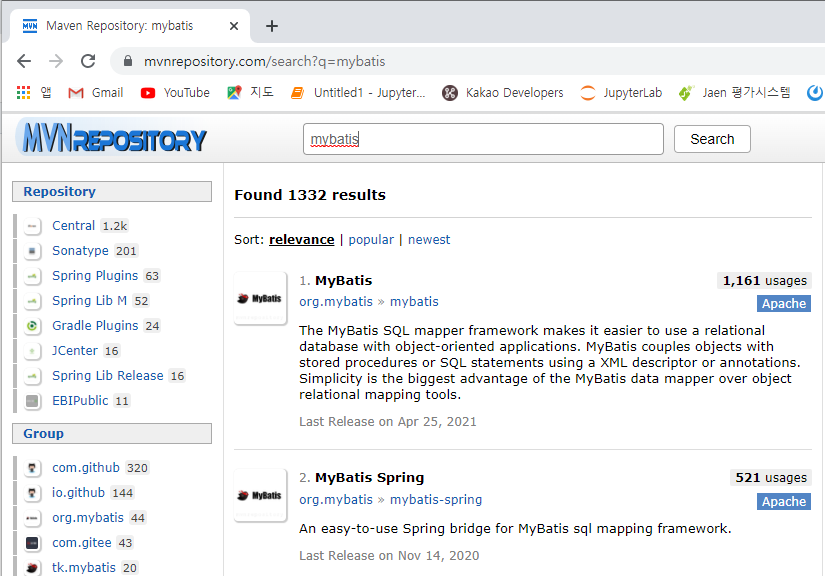 MVN Maven Repository: mybatis
mvnrepository.com/search?q=mybatis
앱 Gmail YouTube 지도 Untitled1 - Jupyter... Kakao Developers JupyterLab Jaen 평가시스템
MVNREPOSITORY mybatis Search
Repository
Central 1.2k
Sonatype 201
Spring Plugins 63
Spring Lib M 52
Gradle Plugins 24
JCenter 16
Spring Lib Release 16
EBIPublic 11
Group
com.github 320
io.github 144
org.mybatis 44
com.gitee 43
tk.mybatis 20
Found 1332 results
Sort: relevance | popular | newest
MyBatis
1. MyBatis 1,161 usages
org.mybatis » mybatis Apache
The MyBatis SQL mapper framework makes it easier to use a relational
database with object-oriented applications. MyBatis couples objects with
stored procedures or SQL statements using a XML descriptor or annotations.
Simplicity is the biggest advantage of the MyBatis data mapper over object
relational mapping tools.
Last Release on Apr 25, 2021
MyBatis
2. MyBatis Spring 521 usages
org.mybatis » mybatis-spring Apache
An easy-to-use Spring bridge for MyBatis sql mapping framework.
Last Release on Nov 14, 2020